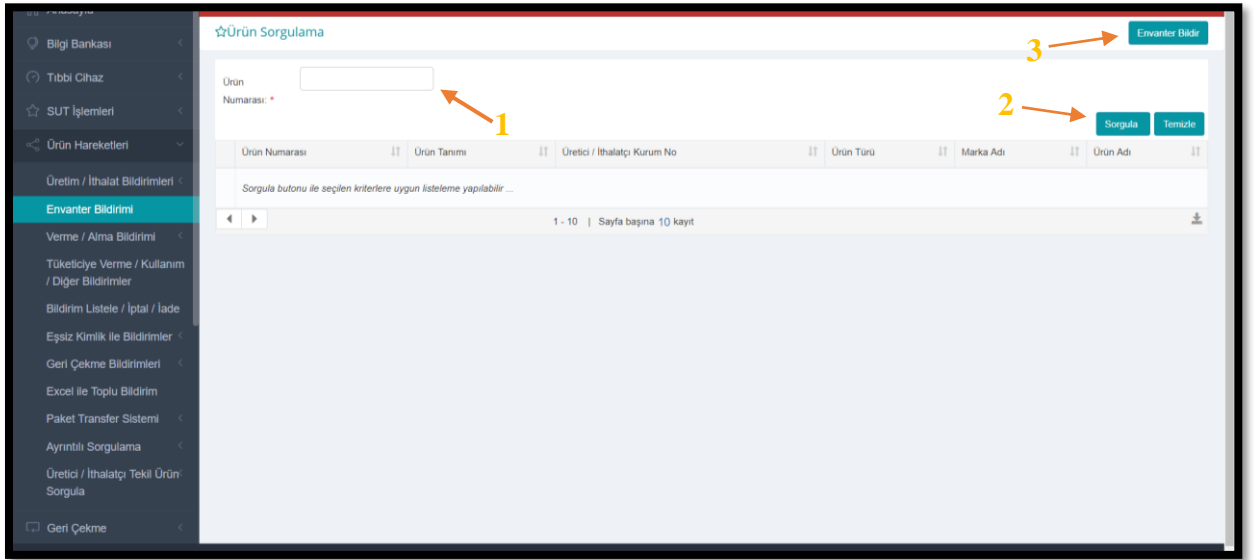 Anasayfa
Bilgi Bankası
Tıbbi Cihaz
SUT İşlemleri
Ürün Hareketleri
Üretim / İthalat Bildirimleri
Envanter Bildirimi
Verme / Alma Bildirimi
Tüketiciye Verme / Kullanım
/ Diğer Bildirimler
Bildirim Listele / İptal / İade
Eşsiz Kimlik ile Bildirimler
Geri Çekme Bildirimleri
Excel ile Toplu Bildirim
Paket Transfer Sistemi
Ayrıntılı Sorgulama
Üretici / İthalatçı Tekil Ürün
Sorgula
Geri Çekme
Ürün Sorgulama
3
Envanter Bildir
Ürün
Numarası: *
1
2
Sorgula Temizle
Ürün Numarası Ürün Tanımı Üretici / İthalatçı Kurum No Ürün Türü Marka Adı Ürün Adı
Sorgula butonu ile seçilen kriterlere uygun listeleme yapılabilir ...
1 - 10 | Sayfa başına 10 kayıt